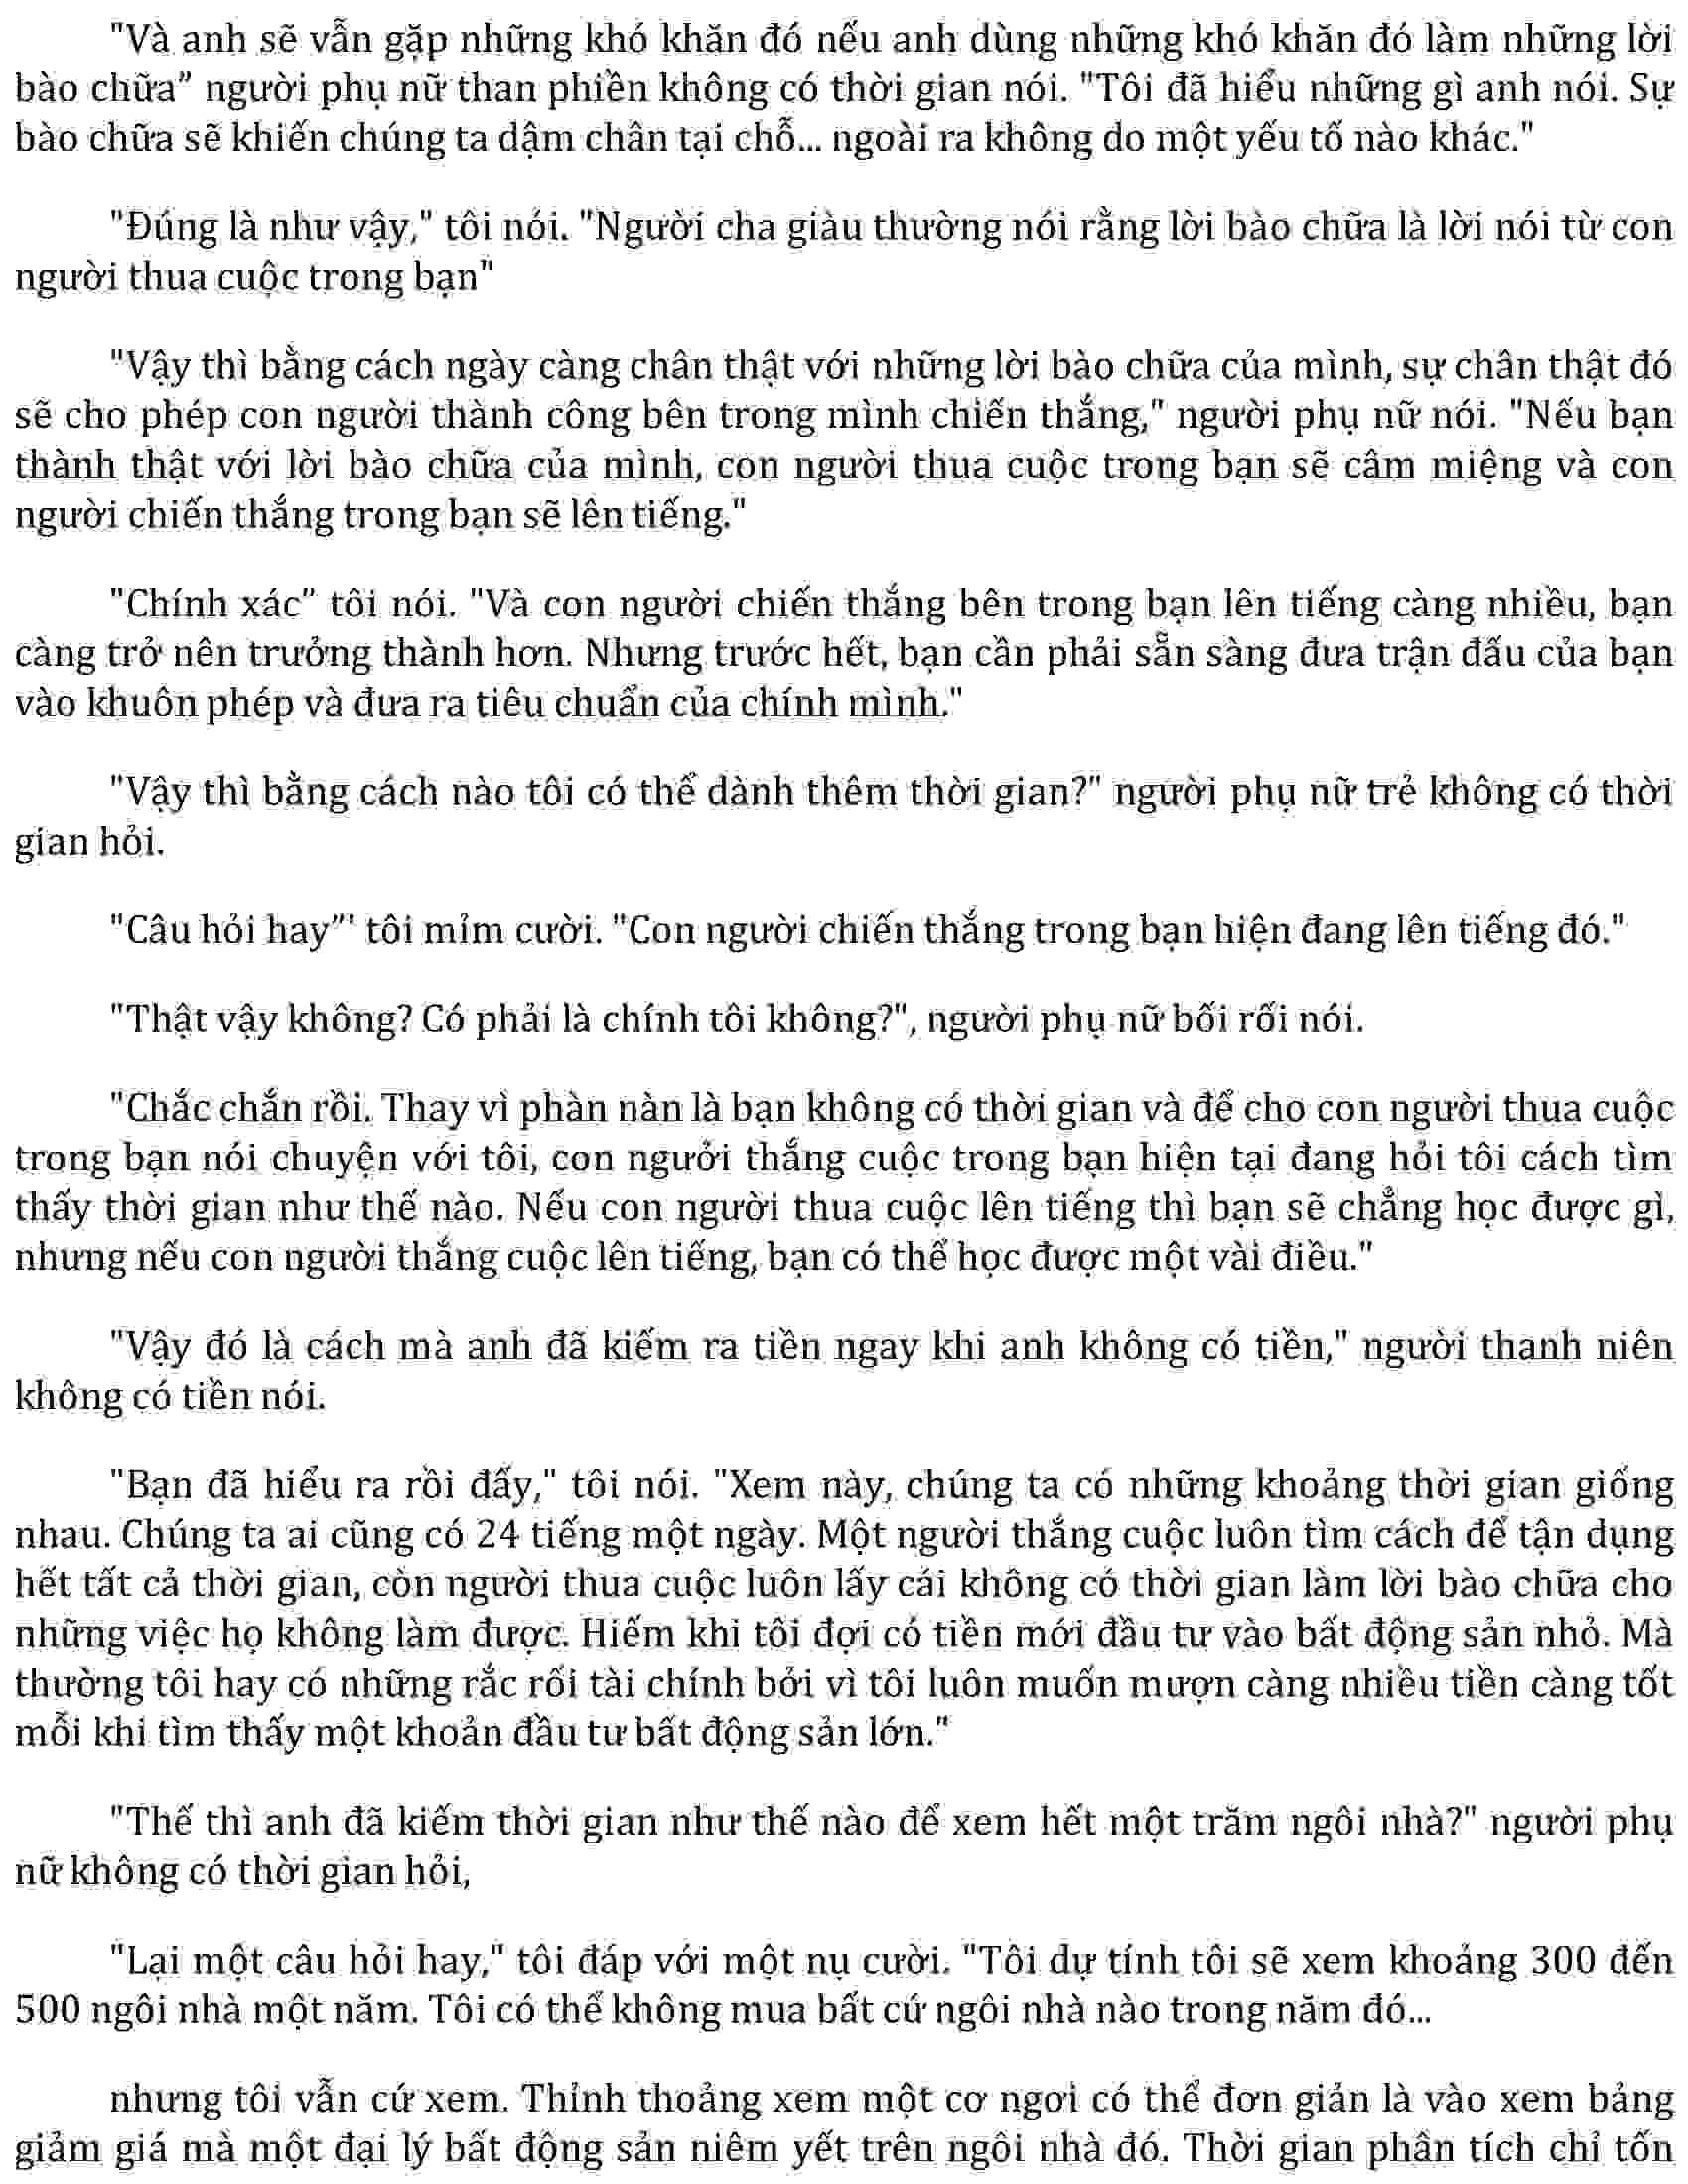 "Và anh sẽ vẫn gặp những khó khăn đó nếu anh dùng những khó khăn đó làm những lời
bào chữa” người phụ nữ than phiền không có thời gian nói. "Tôi đã hiểu những gì anh nói. Sự
bào chữa sẽ khiến chúng ta dậm chân tại chỗ... ngoài ra không do một yếu tố nào khác."
"Đúng là như vậy," tôi nói. "Người cha giàu thường nói rằng lời bào chữa là lời nói từ con
người thua cuộc trong bạn"
"Vậy thì bằng cách ngày càng chân thật với những lời bào chữa của mình, sự chân thật đó
sẽ cho phép con người thành công bên trong mình chiến thắng," người phụ nữ nói. "Nếu bạn
thành thật với lời bào chữa của mình, con người thua cuộc trong bạn sẽ câm miệng và con
người chiến thắng trong bạn sẽ lên tiếng."
"Chính xác” tôi nói. "Và con người chiến thắng bên trong bạn lên tiếng càng nhiều, bạn
càng trở nên trưởng thành hơn. Nhưng trước hết, bạn cần phải sẵn sàng đưa trận đấu của bạn
vào khuôn phép và đưa ra tiêu chuẩn của chính mình."
"Vậy thì bằng cách nào tôi có thể dành thêm thời gian?" người phụ nữ trẻ không có thời
gian hỏi.
"Câu hỏi hay”' tôi mỉm cười. "Con người chiến thắng trong bạn hiện đang lên tiếng đó."
"Thật vậy không? Có phải là chính tôi không?", người phụ nữ bối rối nói.
"Chắc chắn rồi. Thay vì phàn nàn là bạn không có thời gian và để cho con người thua cuộc
trong bạn nói chuyện với tôi, con người thắng cuộc trong bạn hiện tại đang hỏi tôi cách tìm
thấy thời gian như thế nào. Nếu con người thua cuộc lên tiếng thì bạn sẽ chẳng học được gì,
nhưng nếu con người thắng cuộc lên tiếng, bạn có thể học được một vài điều."
"Vậy đó là cách mà anh đã kiếm ra tiền ngay khi anh không có tiền," người thanh niên
không có tiền nói.
"Bạn đã hiểu ra rồi đấy," tôi nói. "Xem này, chúng ta có những khoảng thời gian giống
nhau. Chúng ta ai cũng có 24 tiếng một ngày. Một người thắng cuộc luôn tìm cách để tận dụng
hết tất cả thời gian, còn người thua cuộc luôn lấy cái không có thời gian làm lời bào chữa cho
những việc họ không làm được. Hiếm khi tôi đợi có tiền mới đầu tư vào bất động sản nhỏ. Mà
thường tôi hay có những rắc rối tài chính bởi vì tôi luôn muốn mượn càng nhiều tiền càng tốt
mỗi khi tìm thấy một khoản đầu tư bất động sản lớn."
"Thế thì anh đã kiếm thời gian như thế nào để xem hết một trăm ngôi nhà?" người phụ
nữ không có thời gian hỏi,
"Lại một câu hỏi hay," tôi đáp với một nụ cười. "Tôi dự tính tôi sẽ xem khoảng 300 đến
500 ngôi nhà một năm. Tôi có thể không mua bất cứ ngôi nhà nào trong năm đó...
nhưng tôi vẫn cứ xem. Thỉnh thoảng xem một cơ ngơi có thể đơn giản là vào xem bảng
giảm giá mà một đại lý bất động sản niêm yết trên ngôi nhà đó. Thời gian phân tích chỉ tốn